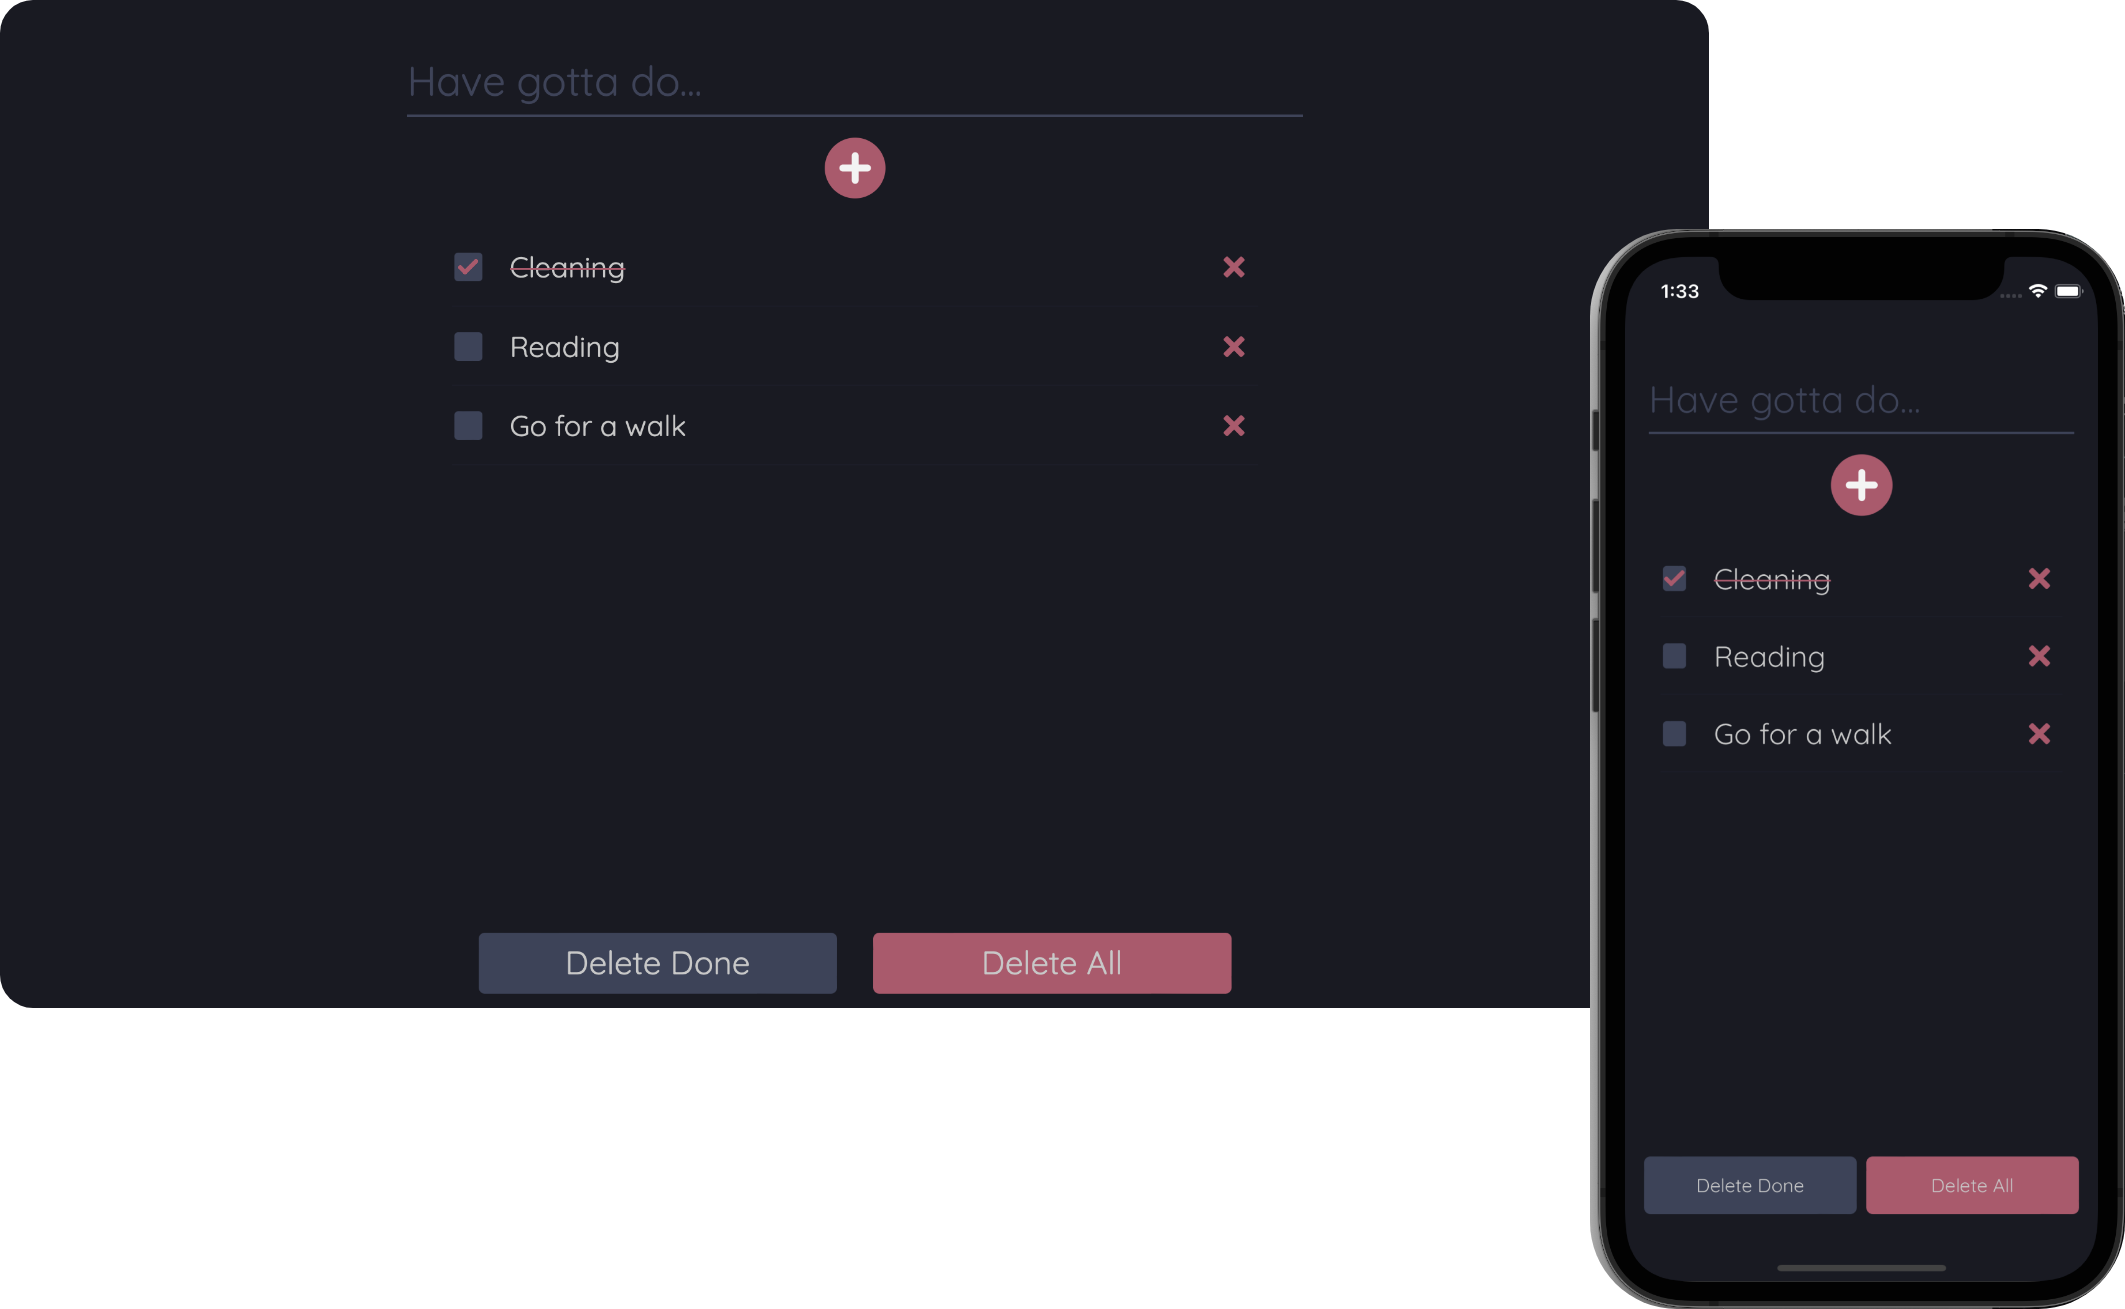 Have gotta do...
Cleaning
Reading
Go for a walk
Delete Done
Delete All
1:33
Have gotta do...
Cleaning
Reading
Go for a walk
Delete Done
Delete All